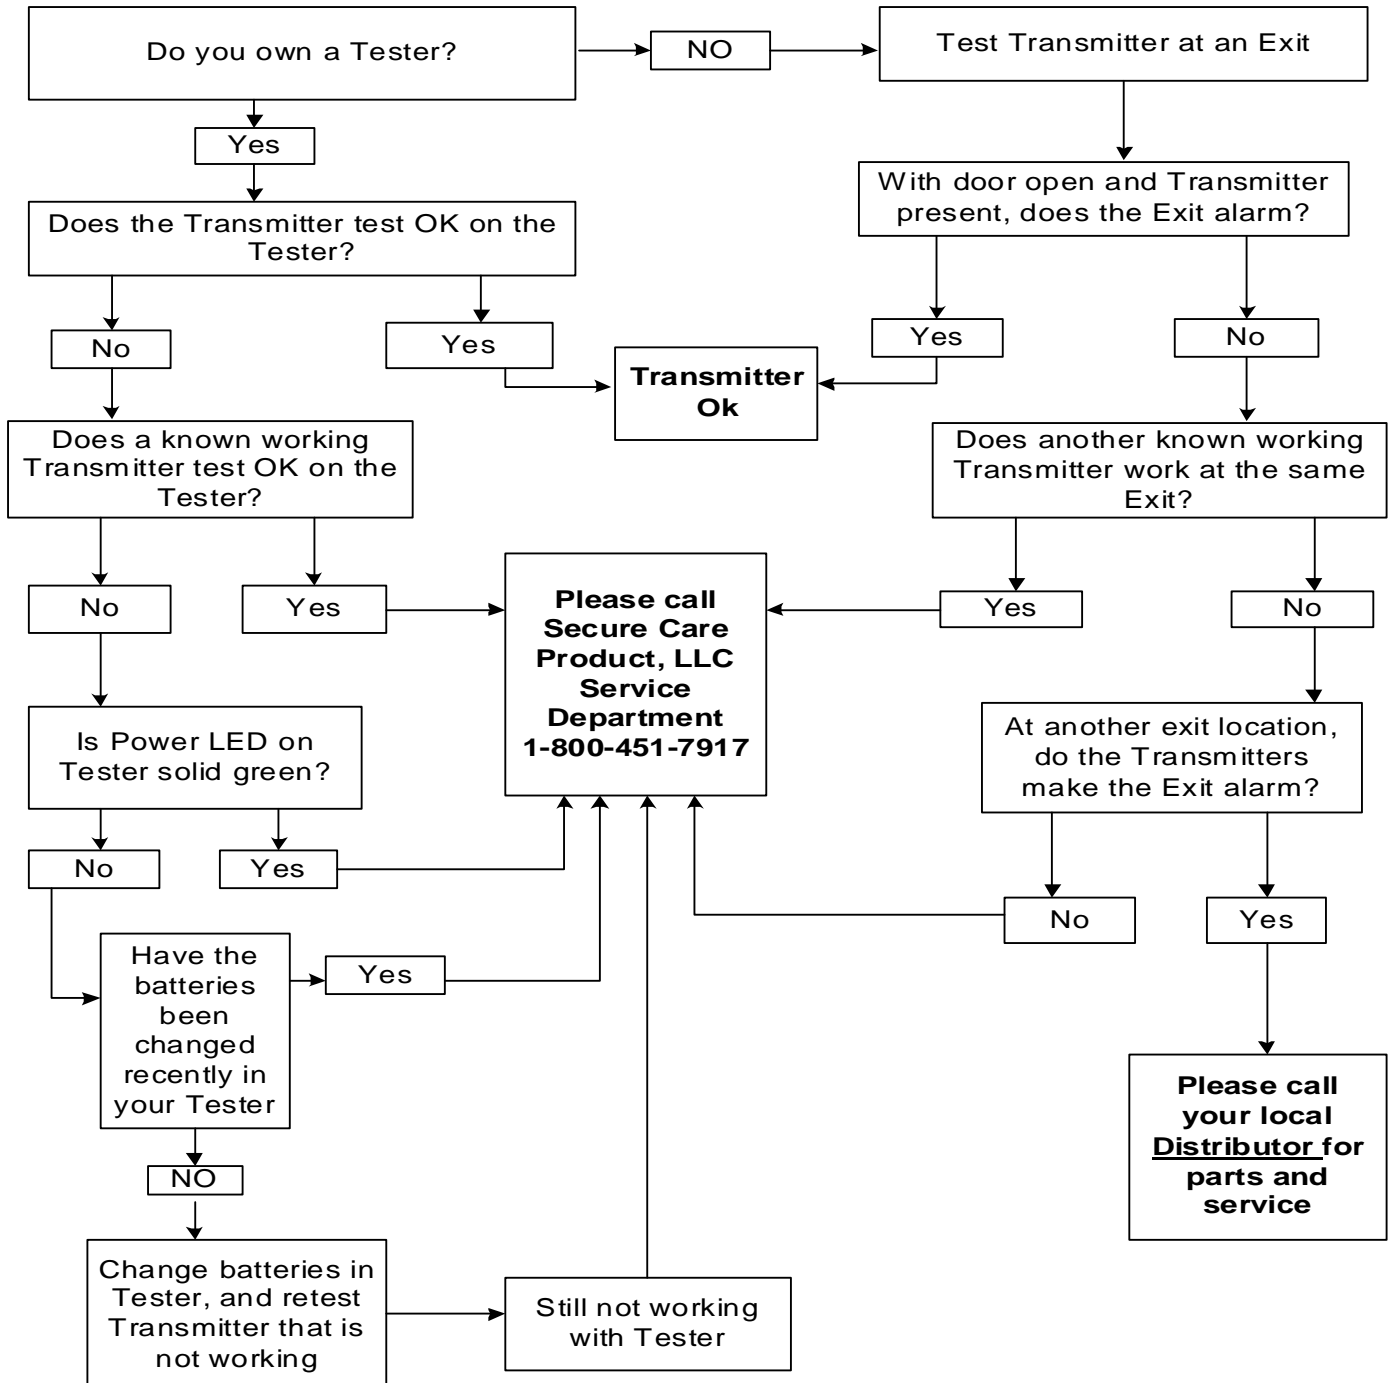 Do you own a Tester?
NO
Test Transmitter at an Exit
Yes
With door open and Transmitter
present, does the Exit alarm?
Does the Transmitter test OK on the
Tester?
Yes
No
No
Yes
Transmitter
Ok
Does a known working
Transmitter test OK on the
Tester?
Does another known working
Transmitter work at the same
Exit?
No
Yes
Please call
Secure Care
Product, LLC
Service
Department
1-800-451-7917
Yes
No
Is Power LED on
Tester solid green?
At another exit location,
do the Transmitters
make the Exit alarm?
No
Yes
No
Yes
Have the
batteries
been
changed
recently in
your Tester
Yes
NO
Please call
your local
Distributor for
parts and
service
Change batteries in
Tester, and retest
Transmitter that is
not working
Still not working
with Tester